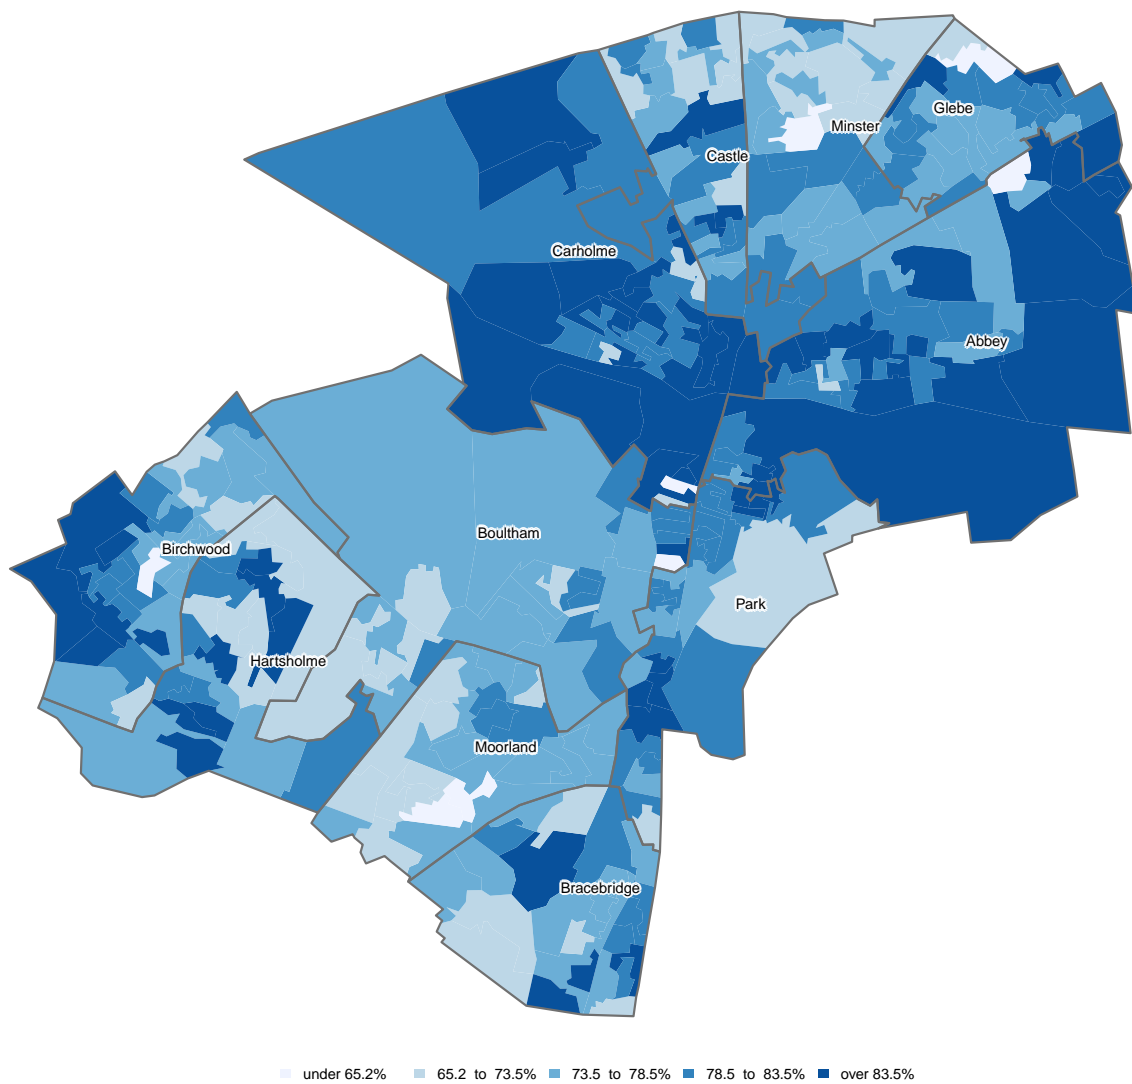 Glebe
Minster
Castle
Carholme
Abbey
Boultham
Birchwood
Park
Hartsholme
Moorland
Bracebridge
under 65.2% 65.2 to 73.5% 73.5 to 78.5% 78.5 to 83.5% over 83.5%